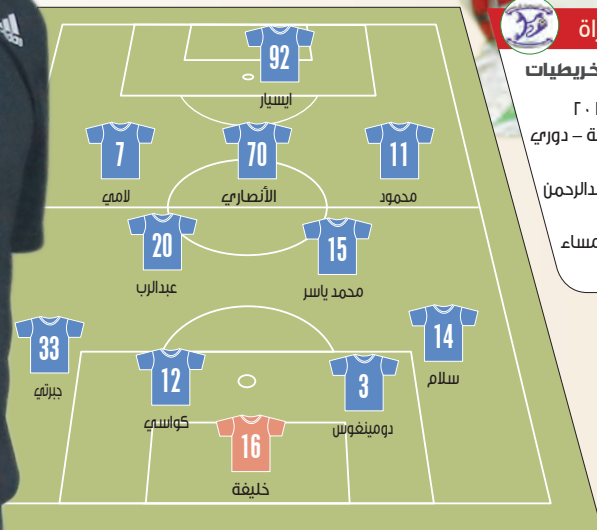 92
ايسيار
7
لامي
70
الأنصاري
11
محمود
20
عبدالرب
15
محمد ياسر
33
جبرتي
12
كواسي
3
دومينغوس
14
سلام
16
خليفة
خريطيات
ة – دوري
مساء